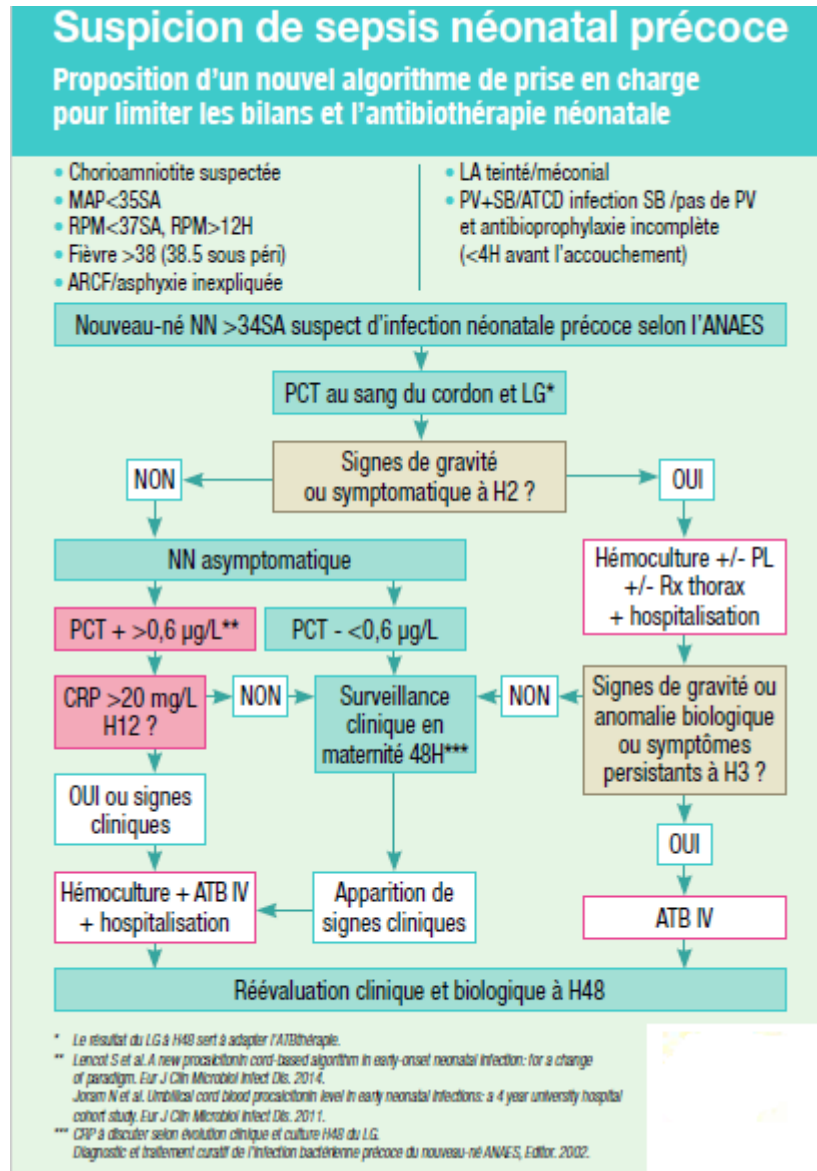 Suspicion de sepsis néonatal précoce
Proposition d'un nouvel algorithme de prise en charge
pour limiter les bilans et l'antibiothérapie néonatale
• Chorioamniotite suspectée
• MAP<35SA
• RPM<37SA, RPM>12H
• Fièvre >38 (38.5 sous péri)
• ARCF/asphyxie inexpliquée
• LA teinté/méconial
• PV+SB/ATCD infection SB /pas de PV
et antibioprophylaxie incomplète
(<4H avant l'accouchement)
Nouveau-né NN >34SA suspect d'infection néonatale précoce selon l'ANAES
PCT au sang du cordon et LG*
Signes de gravité
ou symptomatique à H2 ?
NON
OUI
NN asymptomatique
Hémoculture +/- PL
+/- Rx thorax
+ hospitalisation
PCT + >0,6 µg/L**
PCT - <0,6 µg/L
CRP >20 mg/L
H12 ?
NON
Surveillance
clinique en
maternité 48H***
NON
Signes de gravité ou
anomalie biologique
ou symptômes
persistants à H3 ?
OUI ou signes
cliniques
OUI
Hémoculture + ATB IV
+ hospitalisation
Apparition de
signes cliniques
ATB IV
Réévaluation clinique et biologique à H48
* Le résultat du LG à H48 sert à adapter l'ATBthérapie.
** Lencot S et al. A new procalcitonin cord-based algorithm in early-onset neonatal infection: for a change
of paradigm. Eur J Clin Microbiol Infect Dis. 2014.
Joram N et al. Umbilical cord blood procalcitonin level in early neonatal infections: a 4 year university hospital
cohort study. Eur J Clin Microbiol Infect Dis. 2011.
*** CRP à discuter selon évolution clinique et culture H48 du LG.
Diagnostic et traitement curatif de l'infection bactérienne précoce du nouveau-né ANAES, Editor. 2002.